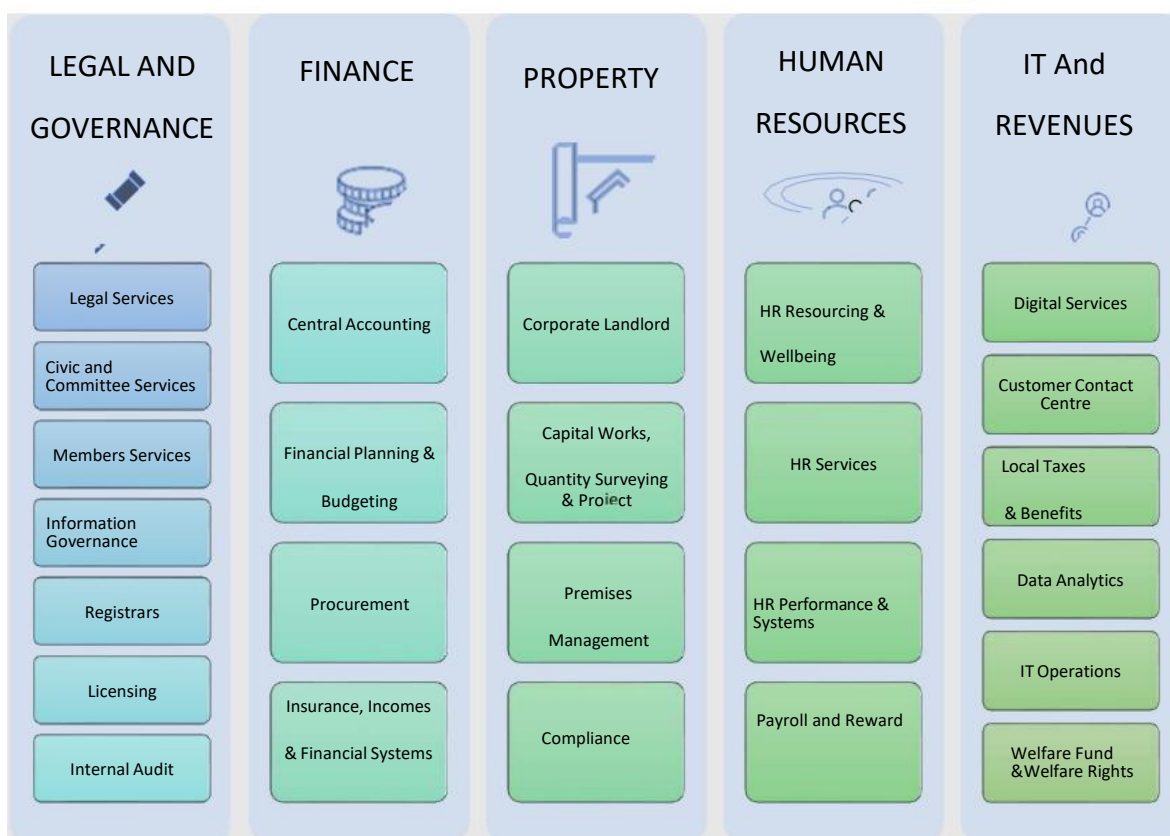 LEGAL AND
GOVERNANCE
Legal Services
Civic and
Committee Services
Members Services
Information
Governance
Registrars
Licensing
Internal Audit
FINANCE
Central Accounting
Financial Planning &
Budgeting
Procurement
Insurance, Incomes
& Financial Systems
PROPERTY
Corporate Landlord
Capital Works,
Quantity Surveying
& Project
Premises
Management
Compliance
HUMAN
RESOURCES
HR Resourcing &
Wellbeing
HR Services
HR Performance &
Systems
Payroll and Reward
IT And
REVENUES
Digital Services
Customer Contact
Centre
Local Taxes
& Benefits
Data Analytics
IT Operations
Welfare Fund
&Welfare Rights